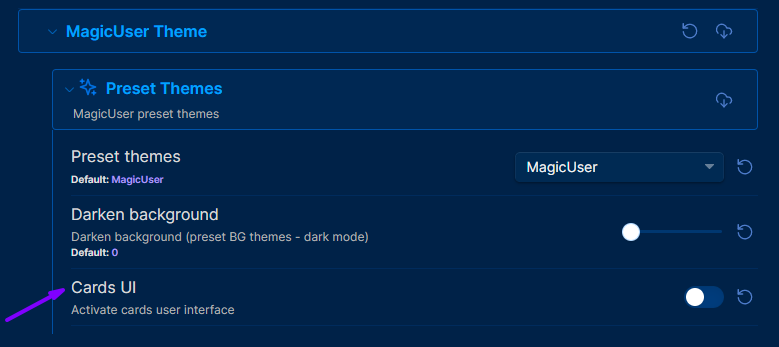 MagicUser Theme
Preset Themes
MagicUser preset themes
Preset themes
Default: MagicUser
MagicUser
Darken background
Darken background (preset BG themes - dark mode)
Default: 0
Cards UI
Activate cards user interface